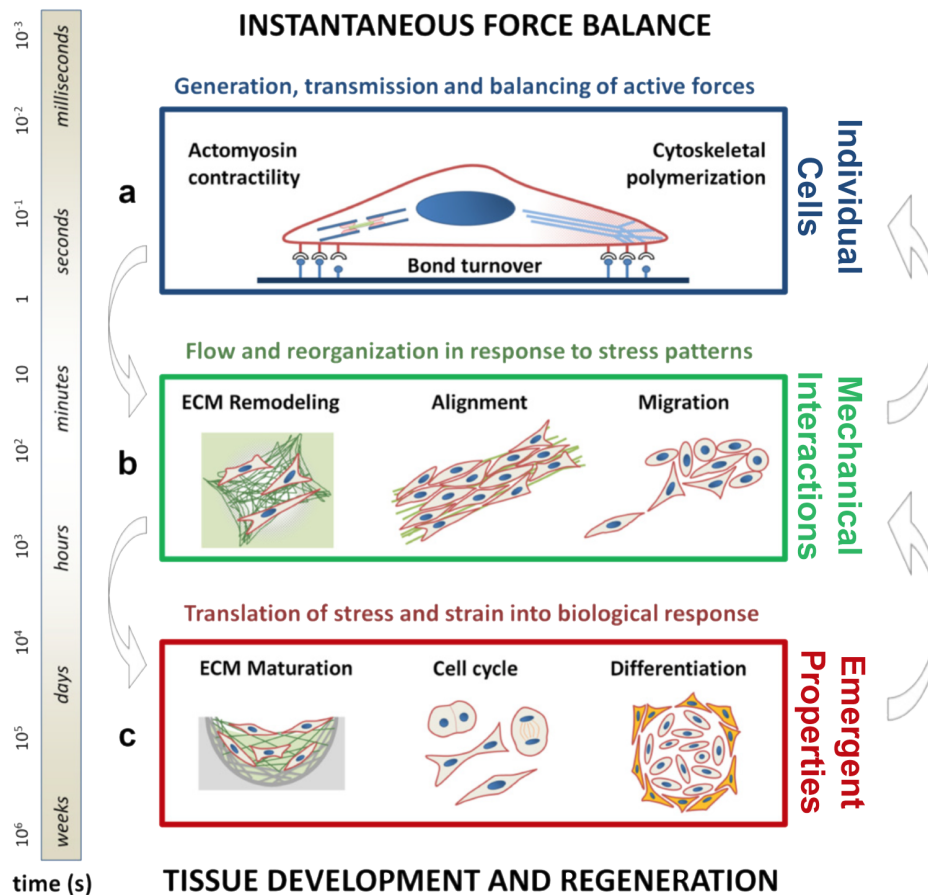 INSTANTANEOUS FORCE BALANCE
10⁻³
milliseconds
10⁻²
10⁻¹
seconds
1
10
minutes
10²
hours
10³
10⁴
days
10⁵
weeks
10⁶
time (s)
Generation, transmission and balancing of active forces
a
Actomyosin
contractility
Cytoskeletal
polymerization
Bond turnover
Individual
Cells
Flow and reorganization in response to stress patterns
b
ECM Remodeling
Alignment
Migration
Mechanical
Interactions
Translation of stress and strain into biological response
c
ECM Maturation
Cell cycle
Differentiation
Emergent
Properties
TISSUE DEVELOPMENT AND REGENERATION